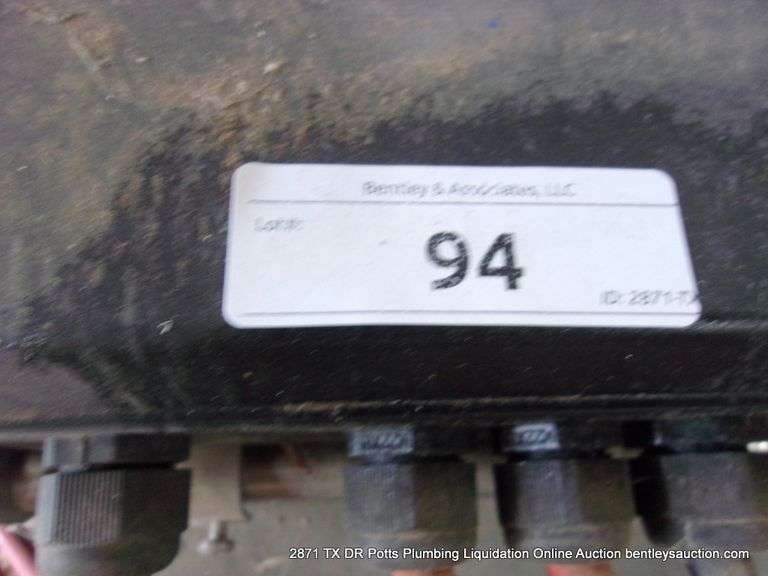 Bentley & Associates, LLC
Lot #:
94
ID: 2871-TX
2871 TX DR Potts Plumbing Liquidation Online Auction bentleysauction.com